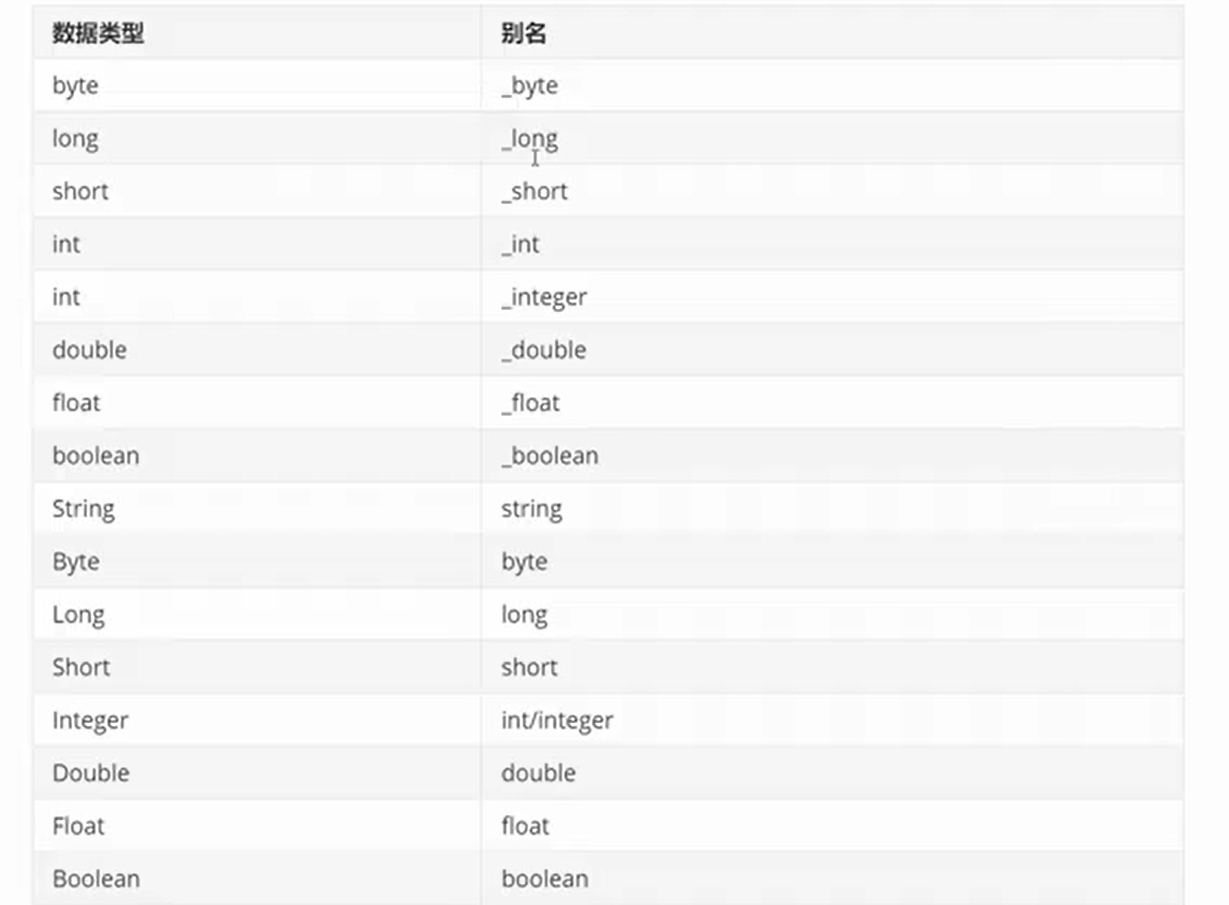 数据类型 别名
byte _byte
long _long
short _short
int _int
int _integer
double _double
float _float
boolean _boolean
String string
Byte byte
Long long
Short short
Integer int/integer
Double double
Float float
Boolean boolean